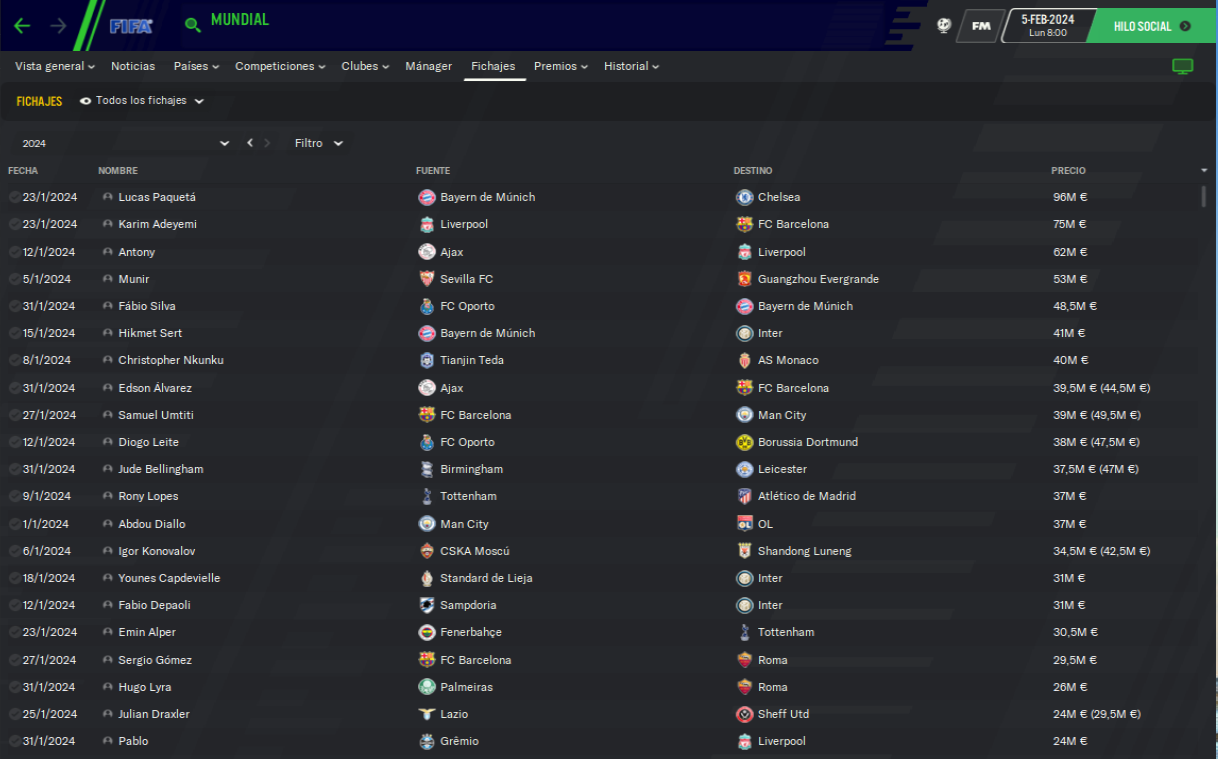 FIFA MUNDIAL FM 5-FEB-2024 HILO SOCIAL
Lun 8:00
Vista general Noticias Países Competiciones Clubes Mánager Fichajes Premios Historial
FICHAJES Todos los fichajes
2024 Filtro
FECHA NOMBRE FUENTE DESTINO PRECIO
23/1/2024 Lucas Paquetá Bayern de Múnich Chelsea 96M €
23/1/2024 Karim Adeyemi Liverpool FC Barcelona 75M €
12/1/2024 Antony Ajax Liverpool 62M €
5/1/2024 Munir Sevilla FC Guangzhou Evergrande 53M €
31/1/2024 Fábio Silva FC Oporto Bayern de Múnich 48,5M €
15/1/2024 Hikmet Sert Bayern de Múnich Inter 41M €
8/1/2024 Christopher Nkunku Tianjin Teda AS Monaco 40M €
31/1/2024 Edson Álvarez Ajax FC Barcelona 39,5M € (44,5M €)
27/1/2024 Samuel Umtiti FC Barcelona Man City 39M € (49,5M €)
12/1/2024 Diogo Leite FC Oporto Borussia Dortmund 38M € (47,5M €)
31/1/2024 Jude Bellingham Birmingham Leicester 37,5M € (47M €)
9/1/2024 Rony Lopes Tottenham Atlético de Madrid 37M €
1/1/2024 Abdou Diallo Man City OL 37M €
6/1/2024 Igor Konovalov CSKA Moscú Shandong Luneng 34,5M € (42,5M €)
18/1/2024 Younes Capdevielle Standard de Lieja Inter 31M €
12/1/2024 Fabio Depaoli Sampdoria Inter 31M €
23/1/2024 Emin Alper Fenerbahçe Tottenham 30,5M €
27/1/2024 Sergio Gómez FC Barcelona Roma 29,5M €
31/1/2024 Hugo Lyra Palmeiras Roma 26M €
25/1/2024 Julian Draxler Lazio Sheff Utd 24M € (29,5M €)
31/1/2024 Pablo Grêmio Liverpool 24M €